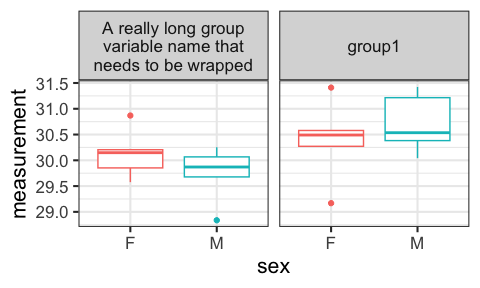 A really long group
variable name that
needs to be wrapped
group1
measurement
31.5
31.0
30.5
30.0
29.5
29.0
F
M
F
M
sex